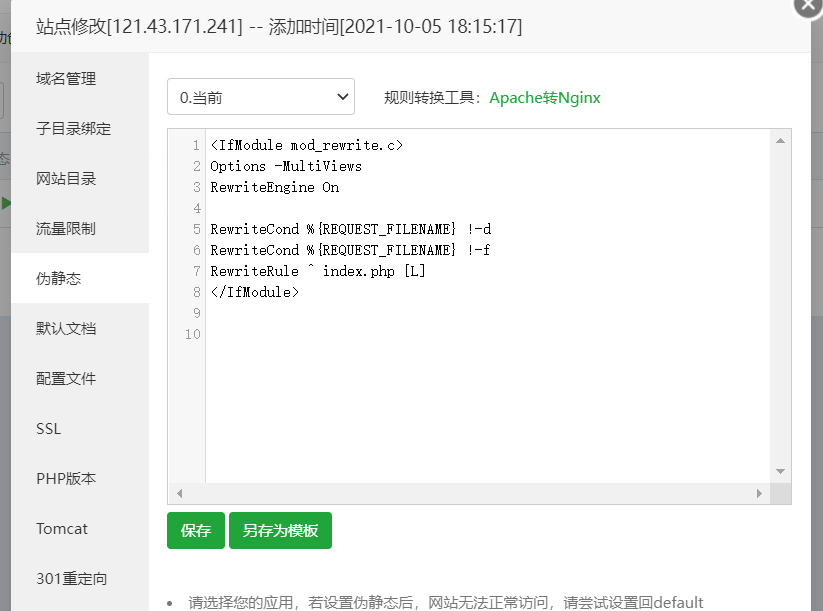 站点修改[121.43.171.241] -- 添加时间[2021-10-05 18:15:17]
域名管理
子目录绑定
网站目录
流量限制
伪静态
默认文档
配置文件
SSL
PHP版本
Tomcat
301重定向
0.当前
规则转换工具：Apache转Nginx
1 <IfModule mod_rewrite.c>
2 Options -MultiViews
3 RewriteEngine On
4
5 RewriteCond %{REQUEST_FILENAME} !-d
6 RewriteCond %{REQUEST_FILENAME} !-f
7 RewriteRule ^ index.php [L]
8 </IfModule>
9
10
保存 另存为模板
• 请选择您的应用，若设置伪静态后，网站无法正常访问，请尝试设置回default